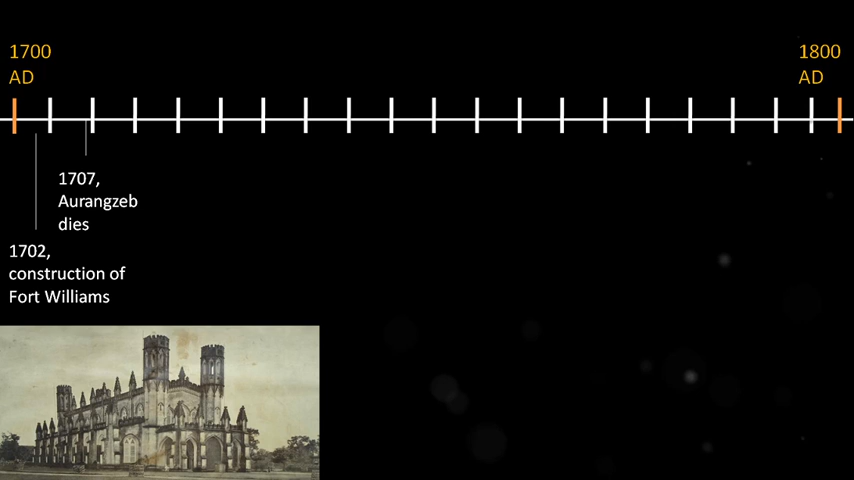 1700
AD
1800
AD
1707,
Aurangzeb
dies
1702,
construction of
Fort Williams